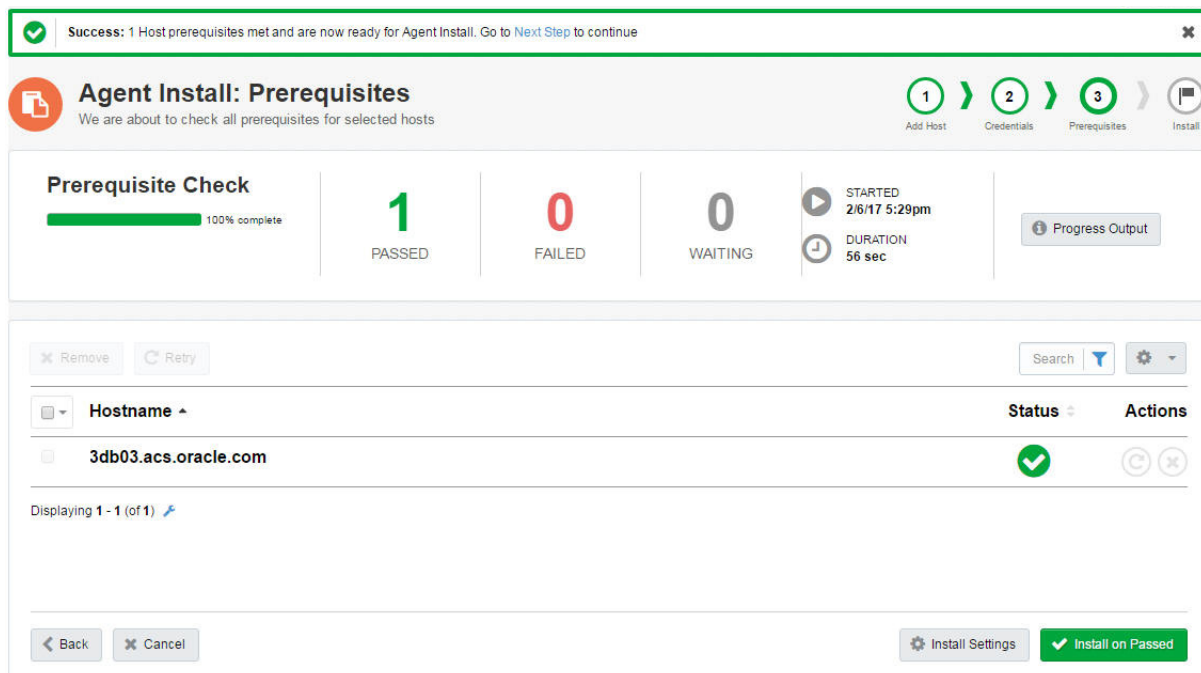 Success: 1 Host prerequisites met and are now ready for Agent Install. Go to Next Step to continue
Agent Install: Prerequisites
We are about to check all prerequisites for selected hosts
1
2
3
Add Host
Credentials
Prerequisites
Install
Prerequisite Check
100% complete
1
PASSED
0
FAILED
0
WAITING
STARTED
2/6/17 5:29pm
DURATION
56 sec
Progress Output
Remove
Retry
Search
Hostname
Status
Actions
3db03.acs.oracle.com
Displaying 1 - 1 (of 1)
Back
Cancel
Install Settings
Install on Passed